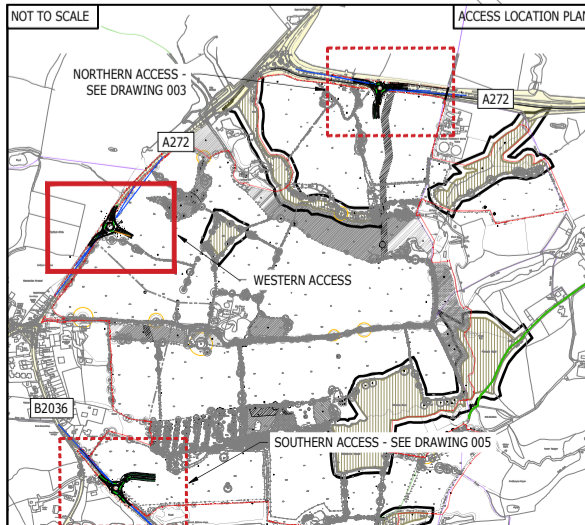 NOT TO SCALE
ACCESS LOCATION PLAN
NORTHERN ACCESS -
SEE DRAWING 003
A272
A272
WESTERN ACCESS
B2036
SOUTHERN ACCESS - SEE DRAWING 005